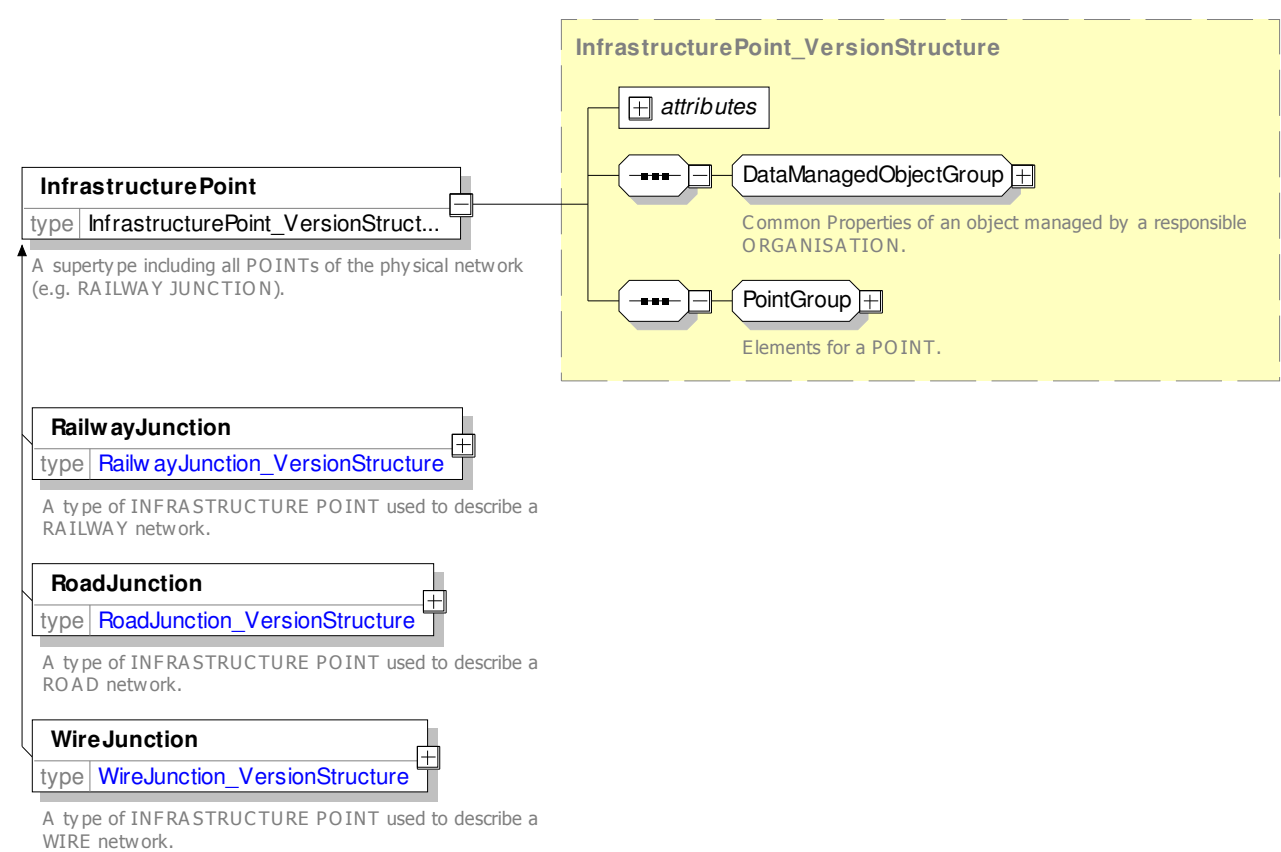 InfrastructurePoint_VersionStructure
attributes
InfrastructurePoint
type InfrastructurePoint_VersionStruct...
A supertype including all POINTs of the physical network
(e.g. RAILWAY JUNCTION).
DataManagedObjectGroup
Common Properties of an object managed by a responsible
ORGANISATION.
PointGroup
Elements for a POINT.
RailwayJunction
type RailwayJunction_VersionStructure
A type of INFRASTRUCTURE POINT used to describe a
RAILWAY network.
RoadJunction
type RoadJunction_VersionStructure
A type of INFRASTRUCTURE POINT used to describe a
ROAD network.
WireJunction
type WireJunction_VersionStructure
A type of INFRASTRUCTURE POINT used to describe a
WIRE network.